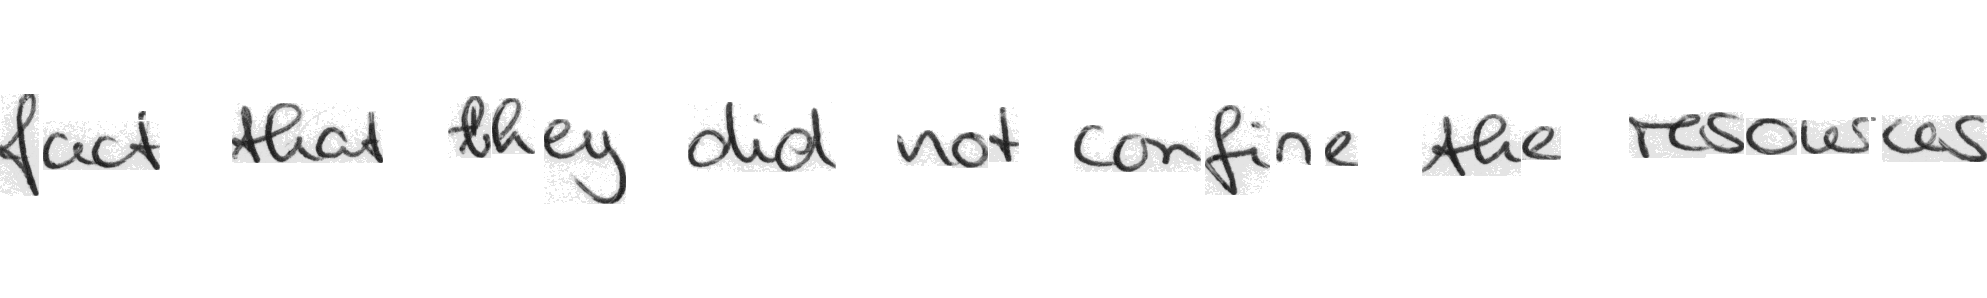 fact that they did not confine the resources